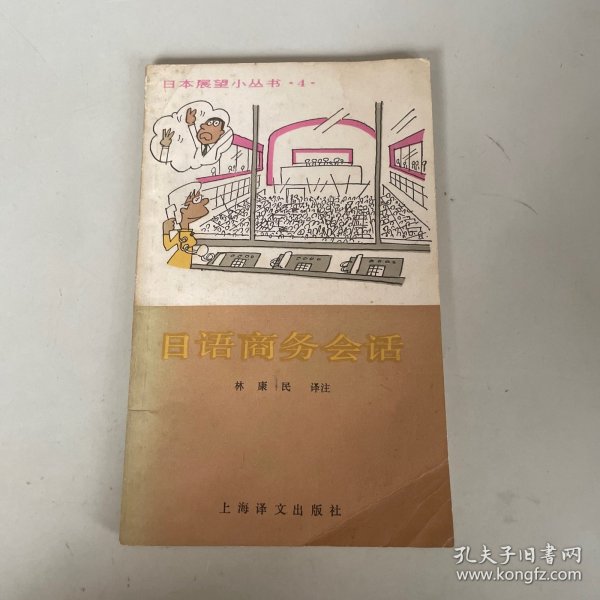 日本展望小丛书·4·
日语商务会话
林康民 译注
上海译文出版社
孔夫子旧书网
www.kongfz.com